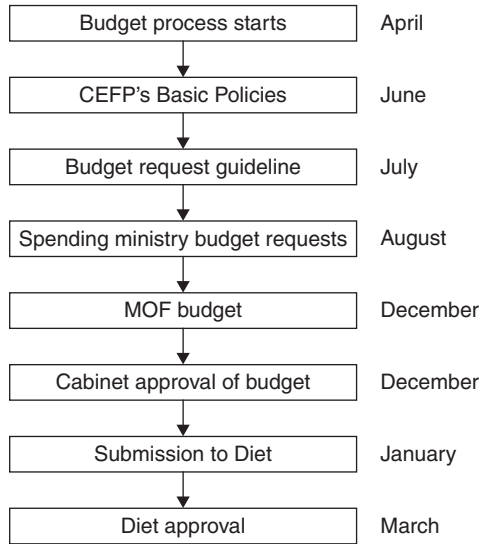 Budget process starts April
CEFP's Basic Policies June
Budget request guideline July
Spending ministry budget requests August
MOF budget December
Cabinet approval of budget December
Submission to Diet January
Diet approval March